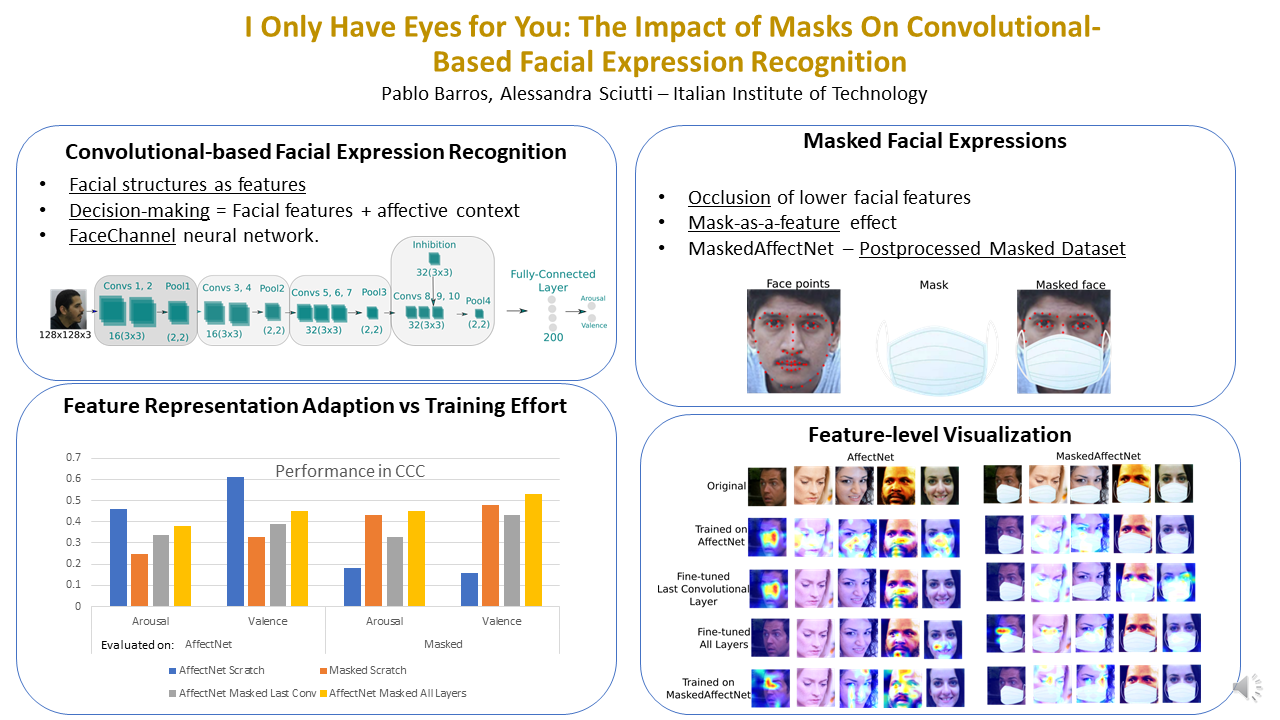 I Only Have Eyes for You: The Impact of Masks On Convolutional-
Based Facial Expression Recognition
Pablo Barros, Alessandra Sciutti – Italian Institute of Technology
Convolutional-based Facial Expression Recognition
• Facial structures as features
• Decision-making = Facial features + affective context
• FaceChannel neural network.
Inhibition
32(3x3)
Convs 1, 2 Pool1
Convs 3, 4 Pool2
Convs 5, 6, 7 Pool3
Convs 8, 9, 10 Pool4
Fully-Connected
Layer
Arousal
Valence
128x128x3
16(3x3) (2,2)
16(3x3) (2,2)
32(3x3) (2,2)
32(3x3) (2,2)
200
Masked Facial Expressions
• Occlusion of lower facial features
• Mask-as-a-feature effect
• MaskedAffectNet – Postprocessed Masked Dataset
Face points Mask Masked face
Feature Representation Adaption vs Training Effort
Performance in CCC
0.7
0.6
0.5
0.4
0.3
0.2
0.1
0
Arousal Valence Arousal Valence
Evaluated on: AffectNet Masked
AffectNet Scratch Masked Scratch
AffectNet Masked Last Conv AffectNet Masked All Layers
Feature-level Visualization
AffectNet MaskedAffectNet
Original
Trained on
AffectNet
Fine-tuned
Last Convolutional
Layer
Fine-tuned
All Layers
Trained on
MaskedAffectNet